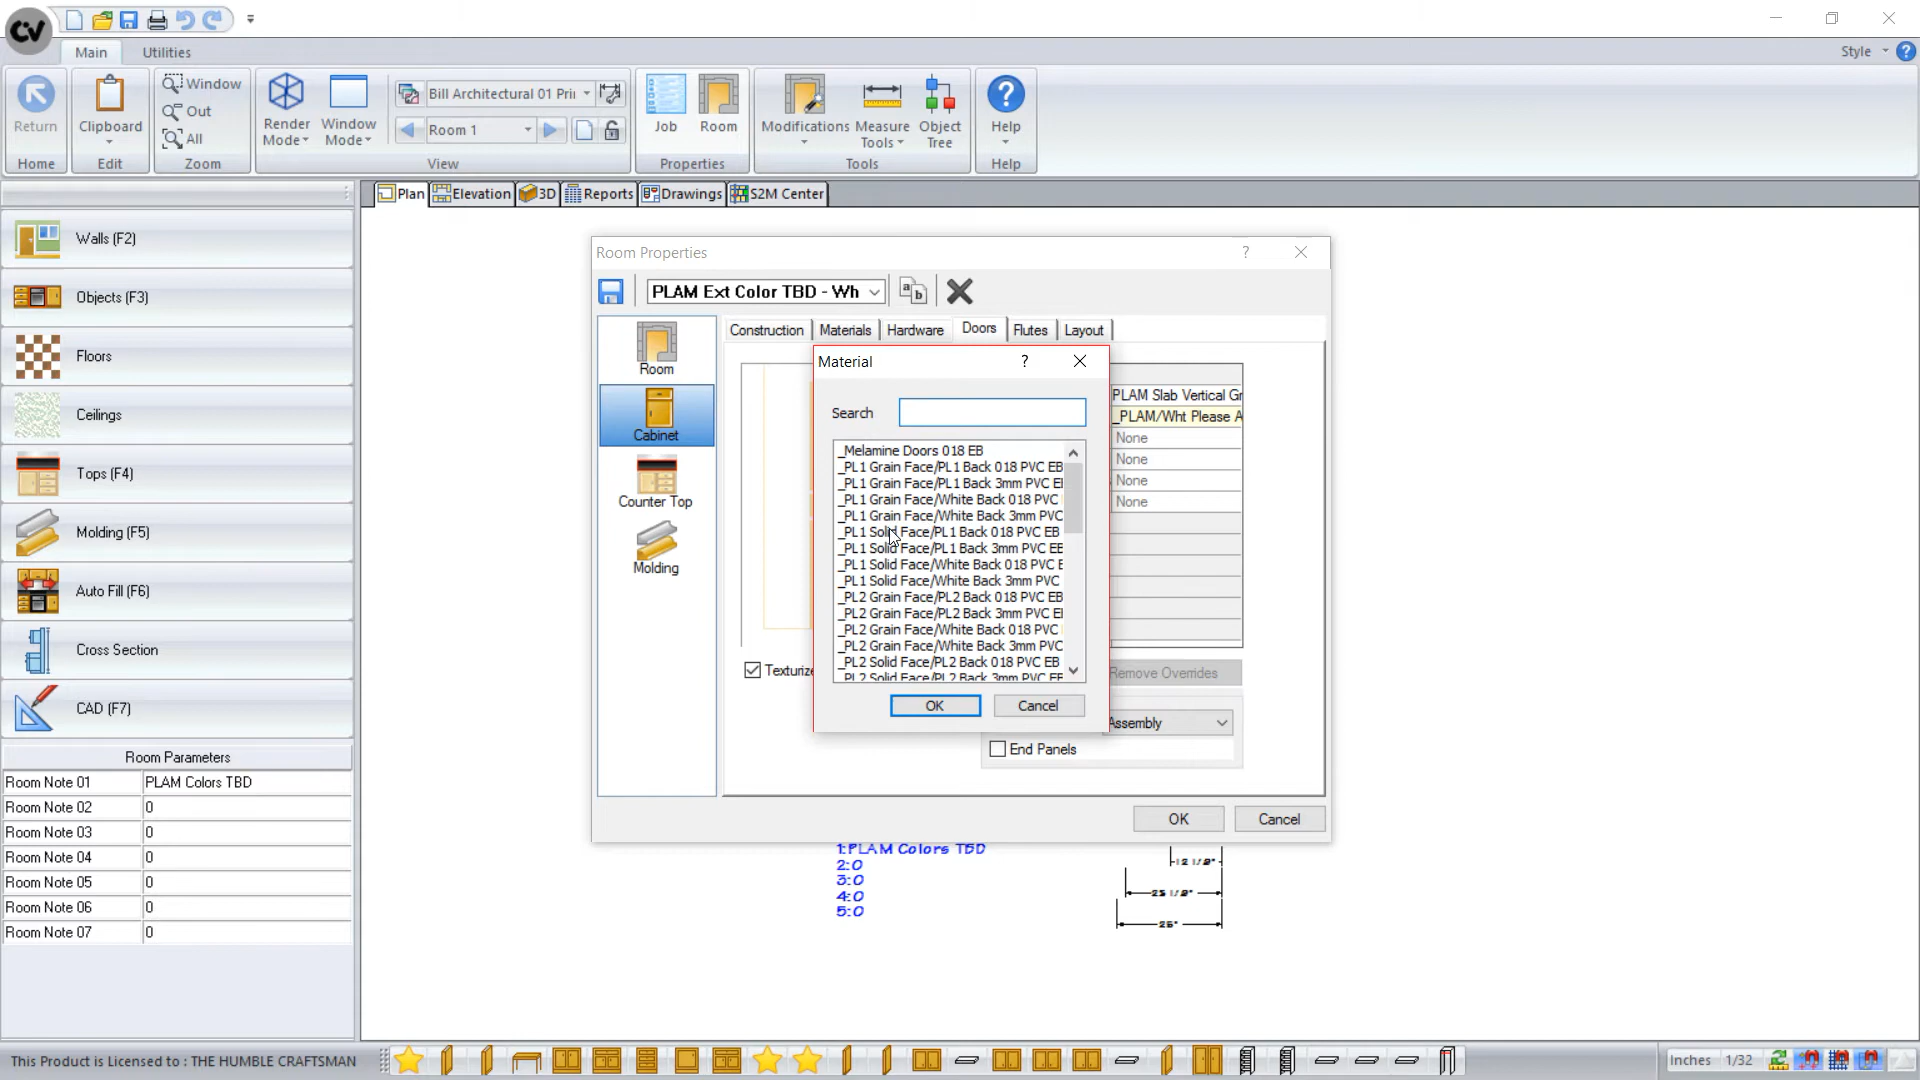 CV
Main
Utilities
Style
Return
Clipboard
Window
Out
All
Render Mode
Window Mode
Bill Architectural 01 Pri
Room 1
Job
Room
Modifications
Measure Tools
Object Tree
Help
Home
Edit
Zoom
View
Properties
Tools
Help
Plan
Elevation
3D
Reports
Drawings
S2M Center
Walls (F2)
Objects (F3)
Floors
Ceilings
Tops (F4)
Molding (F5)
Auto Fill (F6)
Cross Section
CAD (F7)
Room Parameters
Room Note 01 PLAM Colors TBD
Room Note 02 0
Room Note 03 0
Room Note 04 0
Room Note 05 0
Room Note 06 0
Room Note 07 0
Room Properties
?
PLAM Ext Color TBD - Wh
a b
Room
Cabinet
Counter Top
Molding
Construction
Materials
Hardware
Doors
Flutes
Layout
Material
?
Search
_Melamine Doors 018 EB
_PL1 Grain Face/PL1 Back 018 PVC EB
_PL1 Grain Face/PL1 Back 3mm PVC E
_PL1 Grain Face/White Back 018 PVC
_PL1 Grain Face/White Back 3mm PVC
_PL1 Solid Face/PL1 Back 018 PVC EB
_PL1 Solid Face/PL1 Back 3mm PVC EB
_PL1 Solid Face/White Back 018 PVC E
_PL1 Solid Face/White Back 3mm PVC
_PL2 Grain Face/PL2 Back 018 PVC EB
_PL2 Grain Face/PL2 Back 3mm PVC E
_PL2 Grain Face/White Back 018 PVC
_PL2 Grain Face/White Back 3mm PVC
_PL2 Solid Face/PL2 Back 018 PVC EB
_PL2 Solid Face/PL2 Back 3mm PVC EB
OK
Cancel
PLAM Slab Vertical Gr
_PLAM/Wht Please A
None
None
None
None
Texturize
Remove Overrides
Assembly
End Panels
OK
Cancel
1:PLAM Colors TBD
2:0
3:0
4:0
5:0
12 1/2"
25"
This Product is Licensed to : THE HUMBLE CRAFTSMAN
Inches
1/32